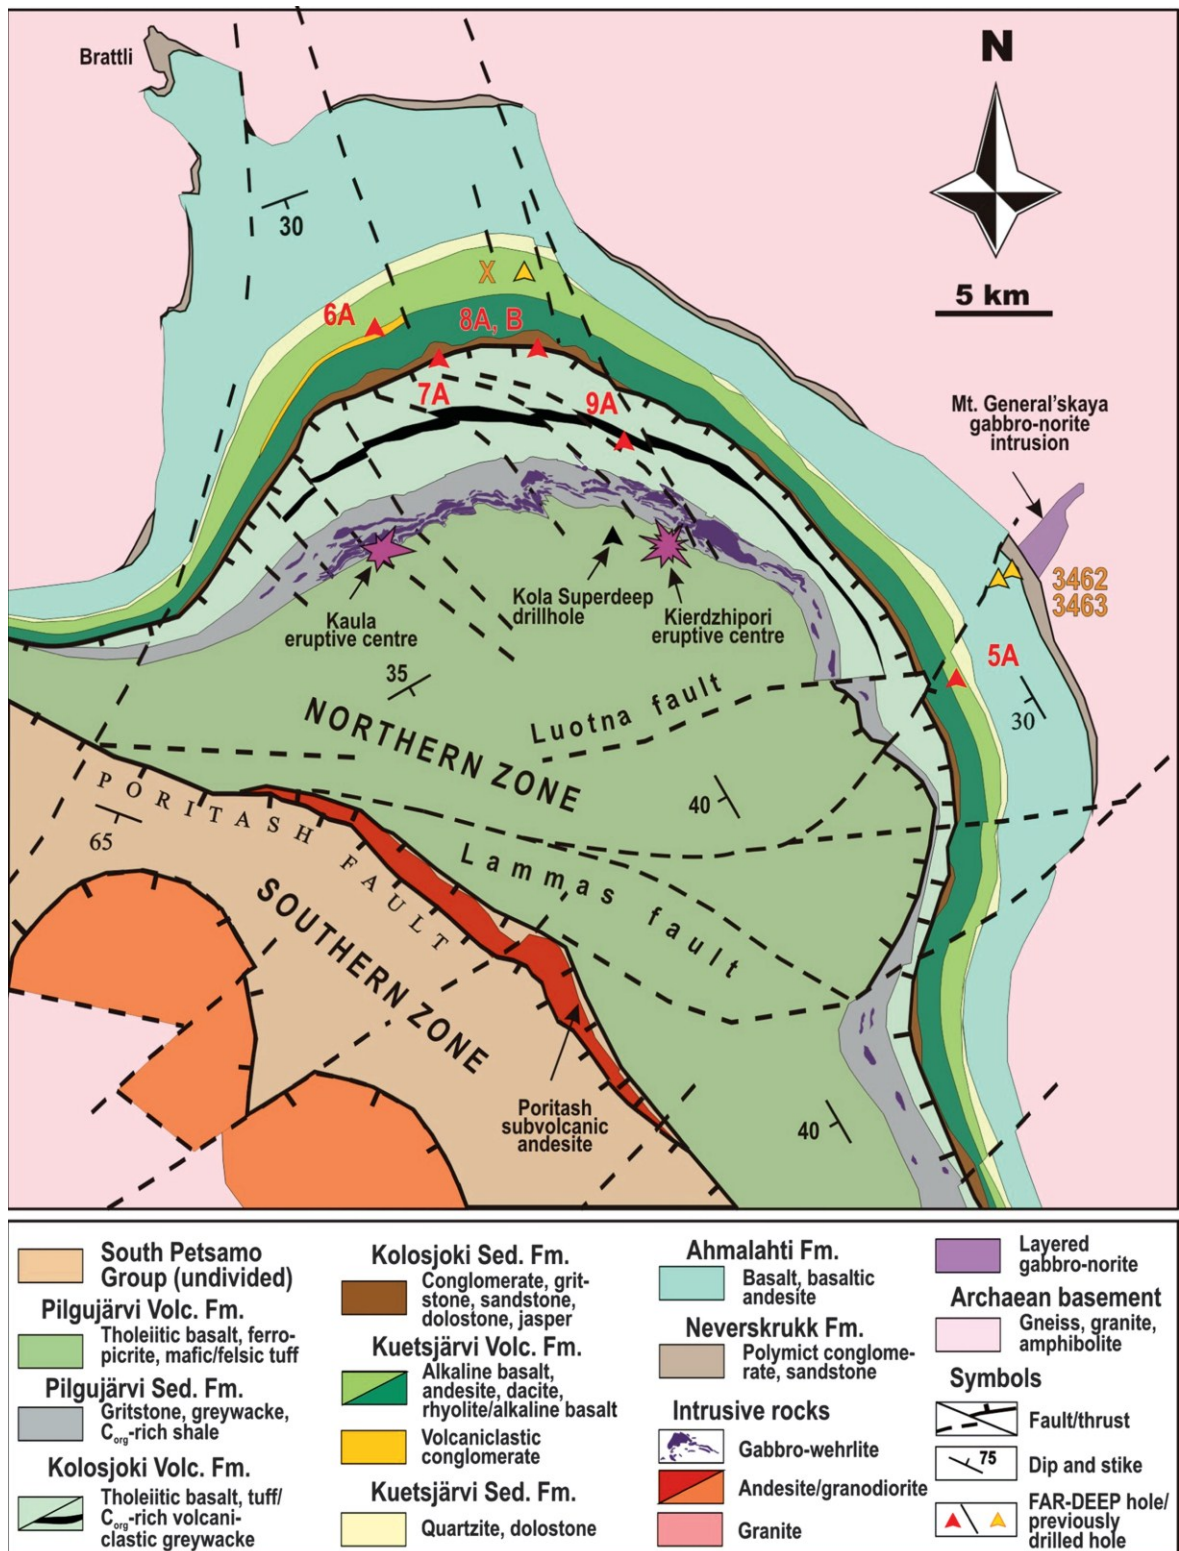 Brattli
N
5 km
30
X
6A
8A, B
7A
9A
Mt. General'skaya
gabbro-norite
intrusion
3462
3463
5A
30
Kaula
eruptive centre
Kola Superdeep
drillhole
Kierdzhipori
eruptive centre
35
Luotna fault
NORTHERN ZONE
40
PORITASH FAULT
65
Lammas fault
SOUTHERN ZONE
Poritash
subvolcanic
andesite
40
South Petsamo
Group (undivided)
Pilgujärvi Volc. Fm.
Tholeiitic basalt, ferro-
picrite, mafic/felsic tuff
Pilgujärvi Sed. Fm.
Gritstone, greywacke,
Corg-rich shale
Kolosjoki Volc. Fm.
Tholeiitic basalt, tuff/
Corg-rich volcani-
clastic greywacke
Kolosjoki Sed. Fm.
Conglomerate, grit-
stone, sandstone,
dolostone, jasper
Kuetsjärvi Volc. Fm.
Alkaline basalt,
andesite, dacite,
rhyolite/alkaline basalt
Volcaniclastic
conglomerate
Kuetsjärvi Sed. Fm.
Quartzite, dolostone
Ahmalahti Fm.
Basalt, basaltic
andesite
Neverskrukk Fm.
Polymict conglome-
rate, sandstone
Intrusive rocks
Gabbro-wehrlite
Andesite/granodiorite
Granite
Layered
gabbro-norite
Archaean basement
Gneiss, granite,
amphibolite
Symbols
Fault/thrust
75
Dip and stike
FAR-DEEP hole/
previously
drilled hole